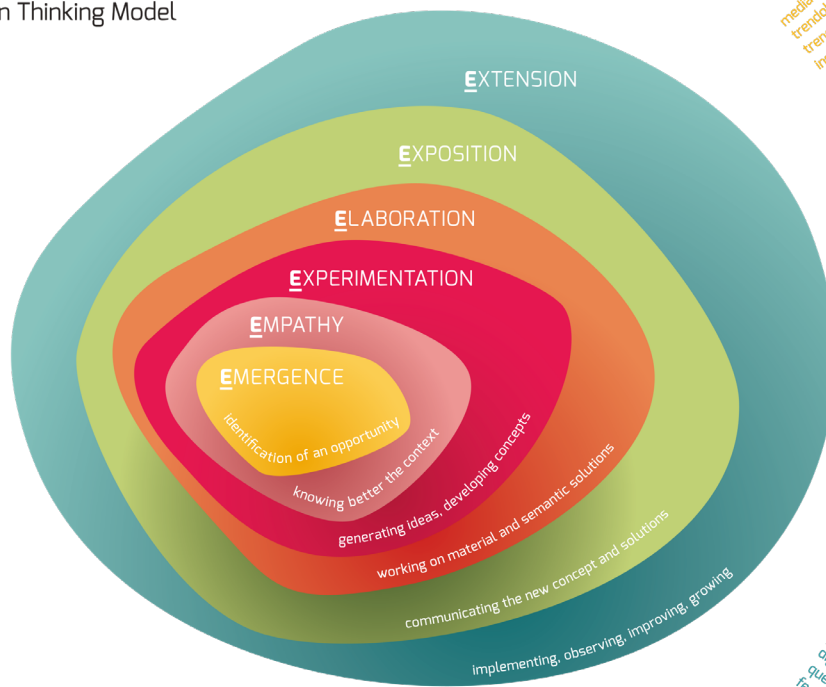 n Thinking Model
EXTENSION
EXPOSITION
ELABORATION
EXPERIMENTATION
EMPATHY
EMERGENCE
identification of an opportunity
knowing better the context
generating ideas, developing concepts
working on material and semantic solutions
communicating the new concept and solutions
implementing, observing, improving, growing